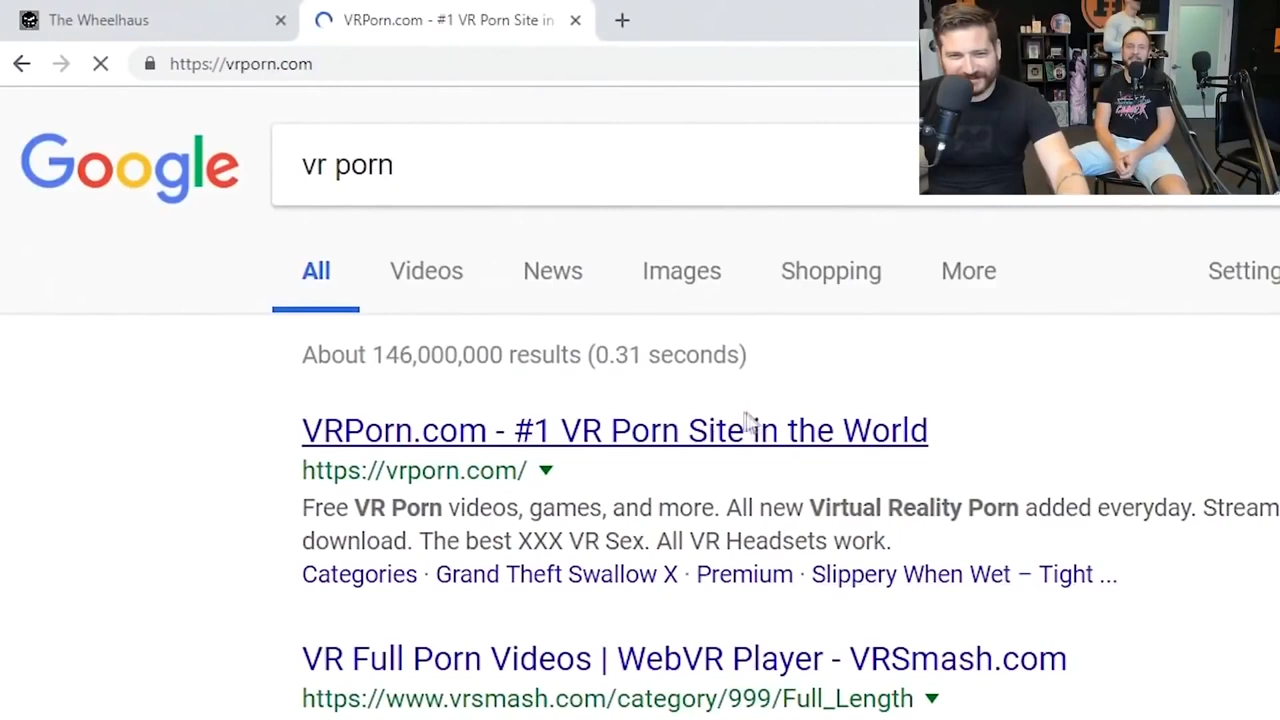 The Wheelhaus
VRPorn.com - #1 VR Porn Site in
https://vrporn.com
Google
vr porn
All
Videos
News
Images
Shopping
More
Setting
About 146,000,000 results (0.31 seconds)
VRPorn.com - #1 VR Porn Site in the World
https://vrporn.com/
Free VR Porn videos, games, and more. All new Virtual Reality Porn added everyday. Stream
download. The best XXX VR Sex. All VR Headsets work.
Categories · Grand Theft Swallow X · Premium · Slippery When Wet – Tight ...
VR Full Porn Videos | WebVR Player - VRSmash.com
https://www.vrsmash.com/category/999/Full_Length